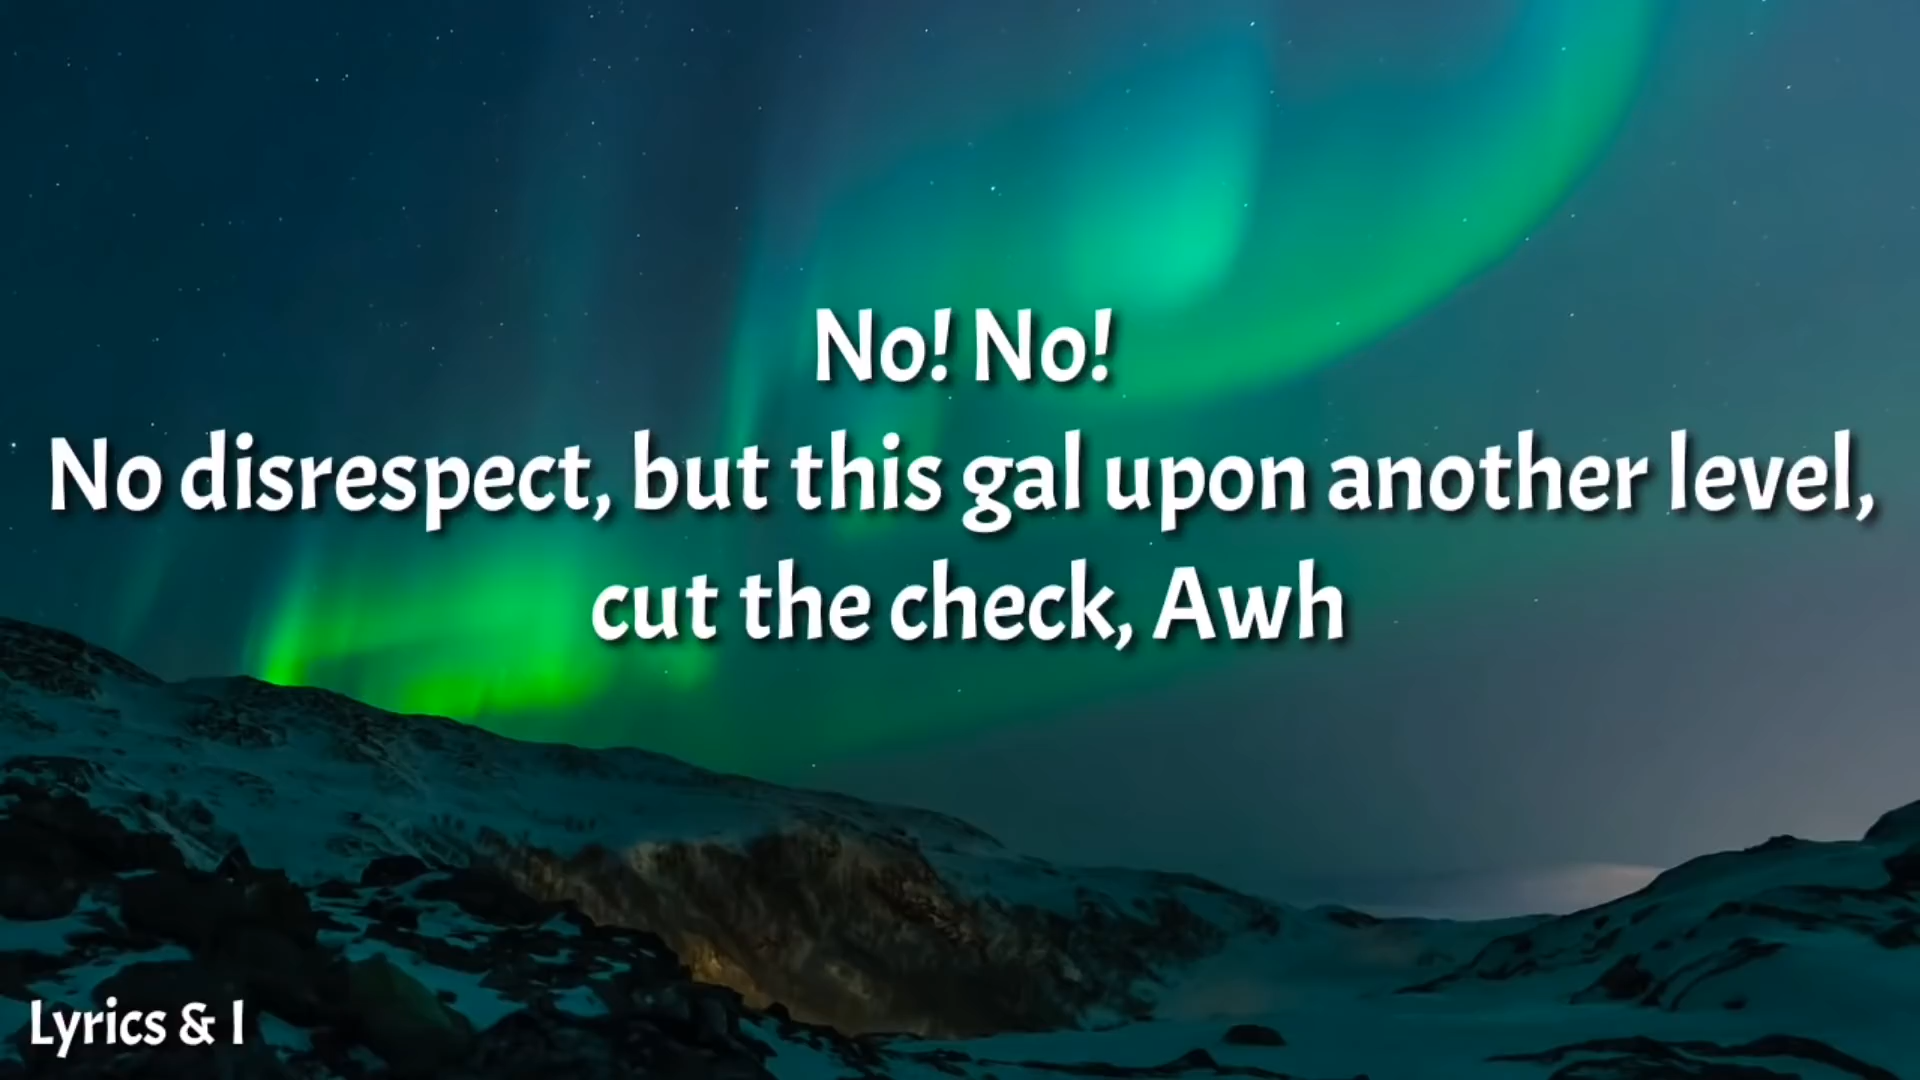 No! No!
No disrespect, but this gal upon another level,
cut the check, Awh
Lyrics & I